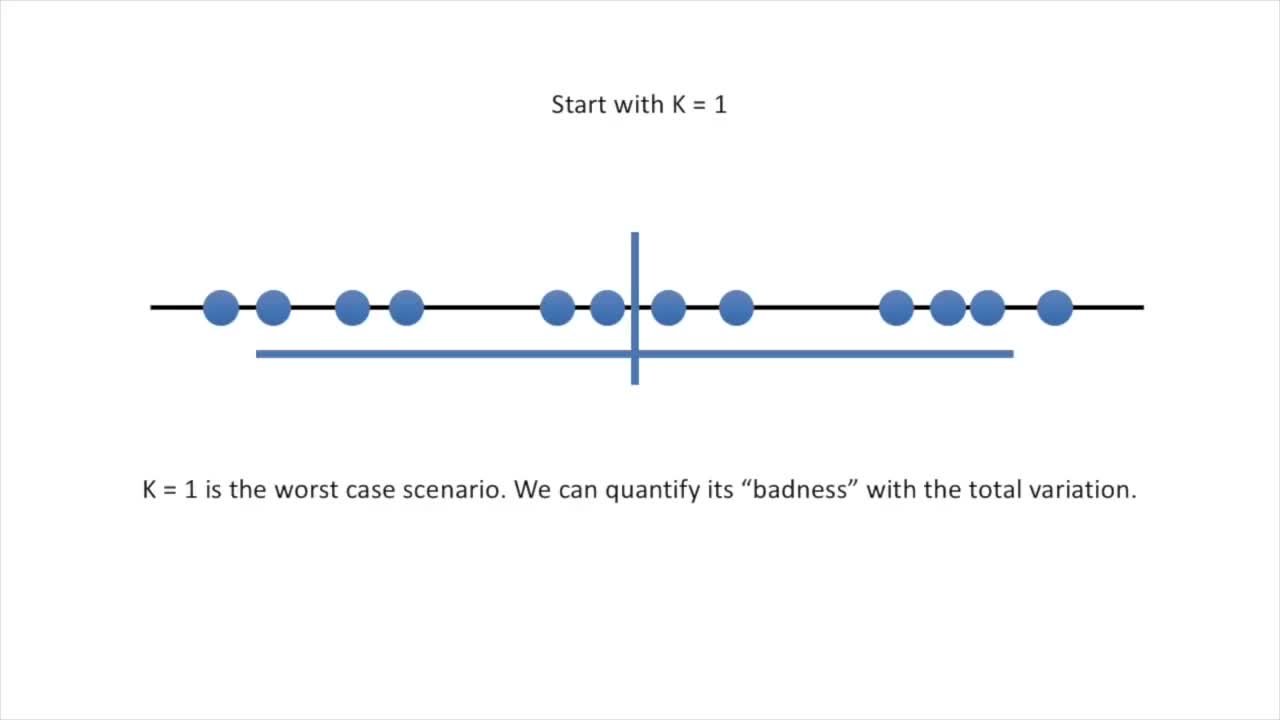 Start with K = 1
K = 1 is the worst case scenario. We can quantify its “badness” with the total variation.